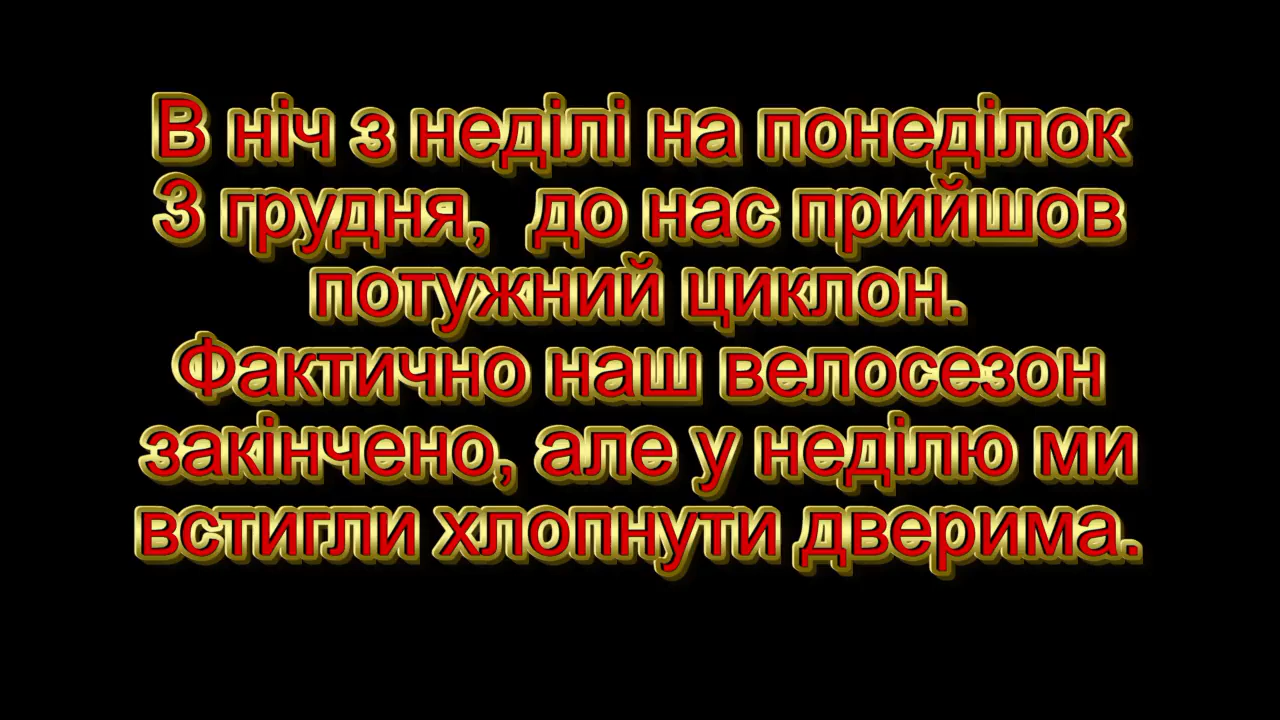 В ніч з неділі на понеділок
3 грудня,  до нас прийшов
потужний циклон.
Фактично наш велосезон
закінчено, але у неділю ми
встигли хлопнути дверима.